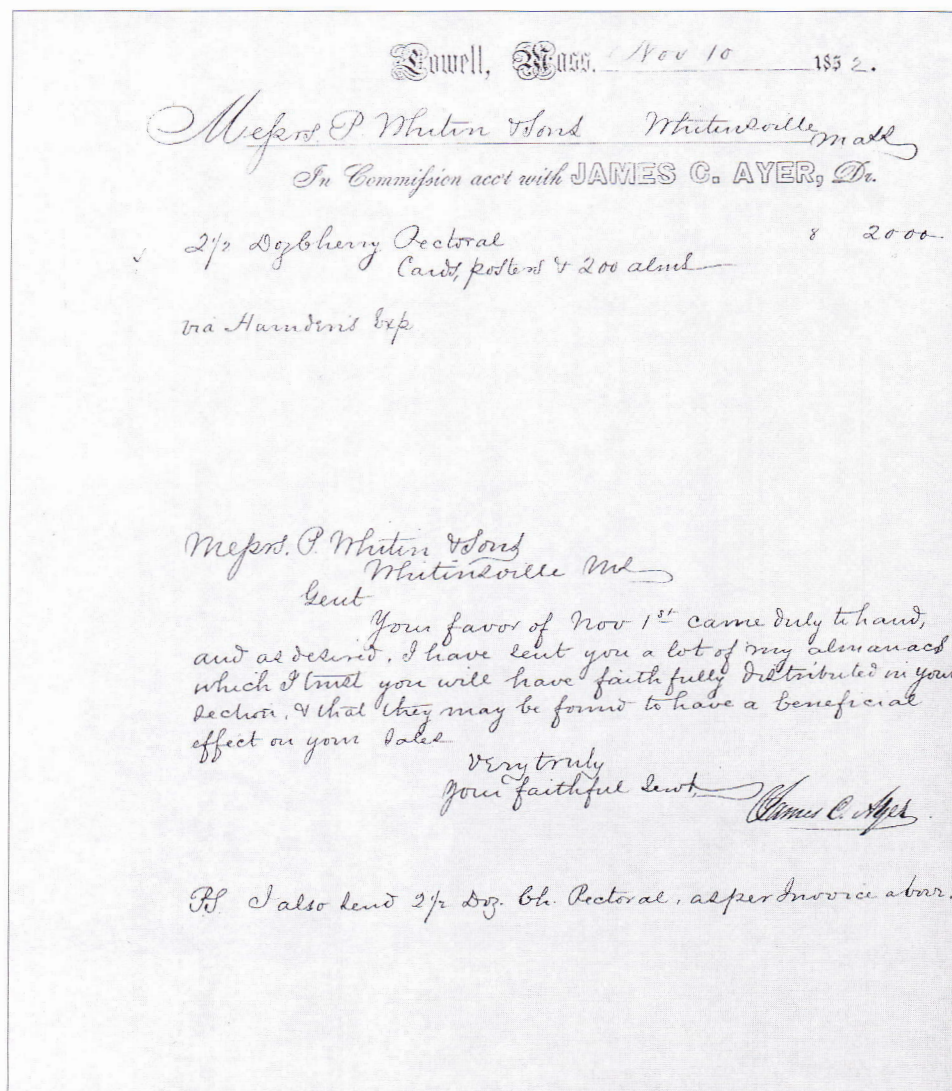 Lowell, Mass. Nov 10 1852.
Messrs. P. Whitin & Sons Whitinsville Mass
In Commission acct with JAMES C. AYER, Dr.
2 1/2 Doz Cherry Pectoral 8 20 00
Cards, posters & 200 alms
via Harnden's Exp
Messrs. P. Whitin & Sons
Whitinsville Ms
Gent
Your favor of Nov 1st came duly to hand,
and as desired, I have sent you a lot of my almanacs
which I trust you will have faithfully distributed in your
section, & that they may be found to have a beneficial
effect on your sales
Very truly
Your faithful Servt,
James C. Ayer
P.S. I also send 2 1/2 Doz. Ch. Pectoral, as per Invoice above.